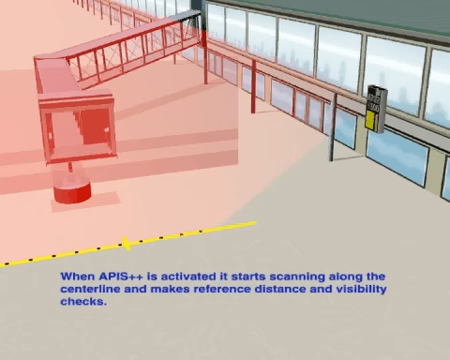 When APIS++ is activated it starts scanning along the
centerline and makes reference distance and visibility
checks.